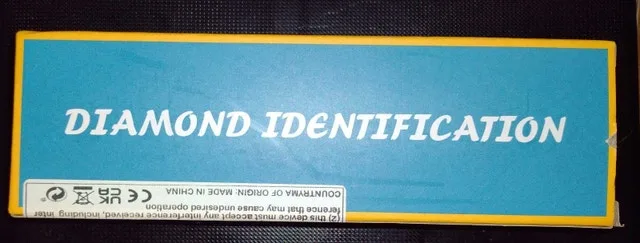 DIAMOND IDENTIFICATION
(2) this device must accept any interference received, including inter
ference that may cause undesired operation
COUNTRYMA OF ORIGIN: MADE IN CHINA
CE UK CA